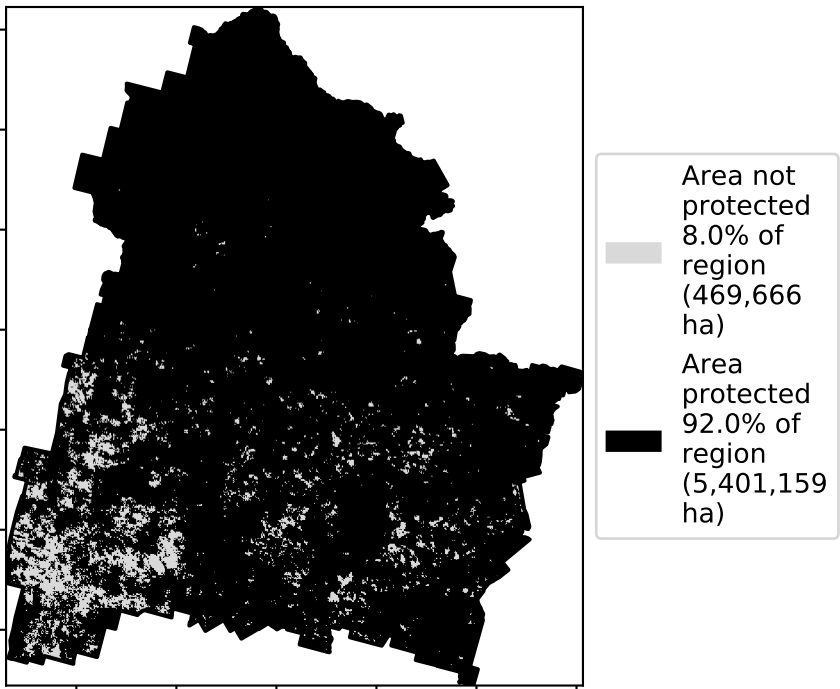 Area not
protected
8.0% of
region
(469,666
ha)
Area
protected
92.0% of
region
(5,401,159
ha)